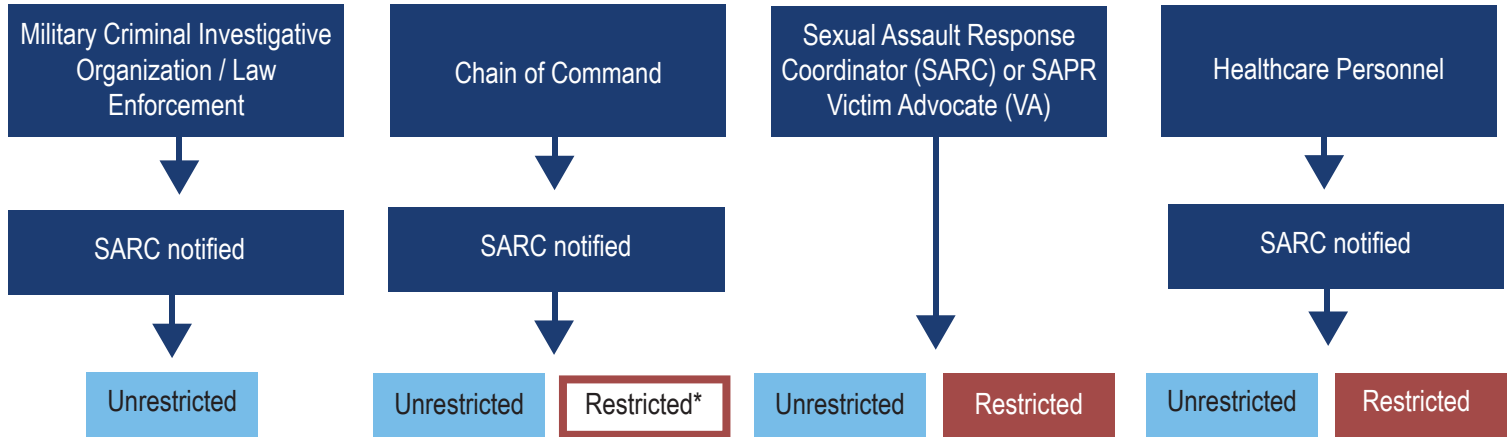 Military Criminal Investigative
Organization / Law
Enforcement
Chain of Command
Sexual Assault Response
Coordinator (SARC) or SAPR
Victim Advocate (VA)
Healthcare Personnel
SARC notified
SARC notified
SARC notified
Unrestricted
Unrestricted
Restricted*
Unrestricted
Restricted
Unrestricted
Restricted